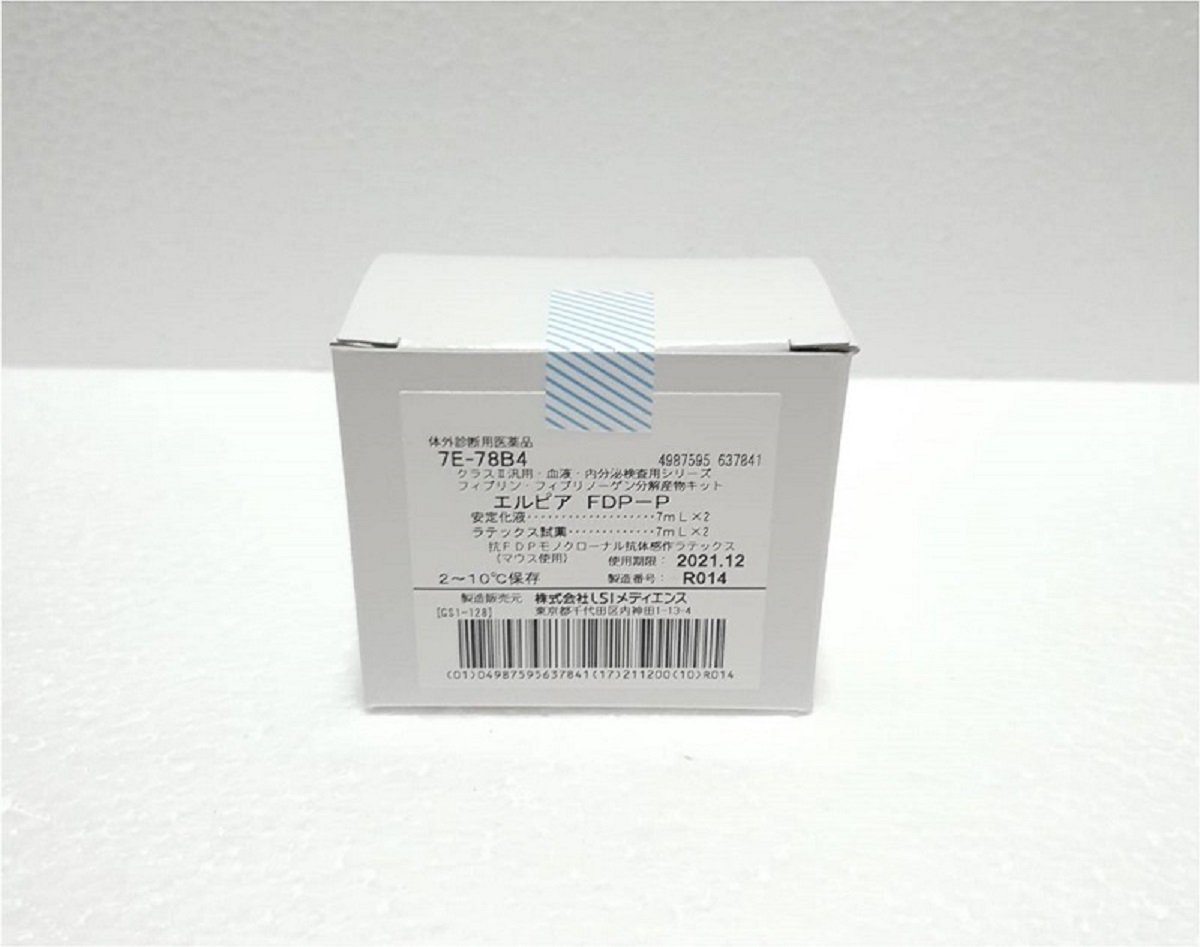 体外診断用医薬品
7E-78B4 4987595 637841
クラスⅡ汎用・血液・内分泌検査用シリーズ
フィブリン・フィブリノーゲン分解産物キット
エルピア FDP-P
安定化液・・・・・・・・・・・・・・・・・・・7mL×2
ラテックス試薬・・・・・・・・・・・・・7mL×2
抗FDPモノクローナル抗体感作ラテックス
(マウス使用) 使用期限: 2021.12
2~10℃保存 製造番号: R014
製造販売元 株式会社LSIメディエンス
[GS1-128] 東京都千代田区内神田1-13-4
(01)04987595637841(17)211200(10)R014